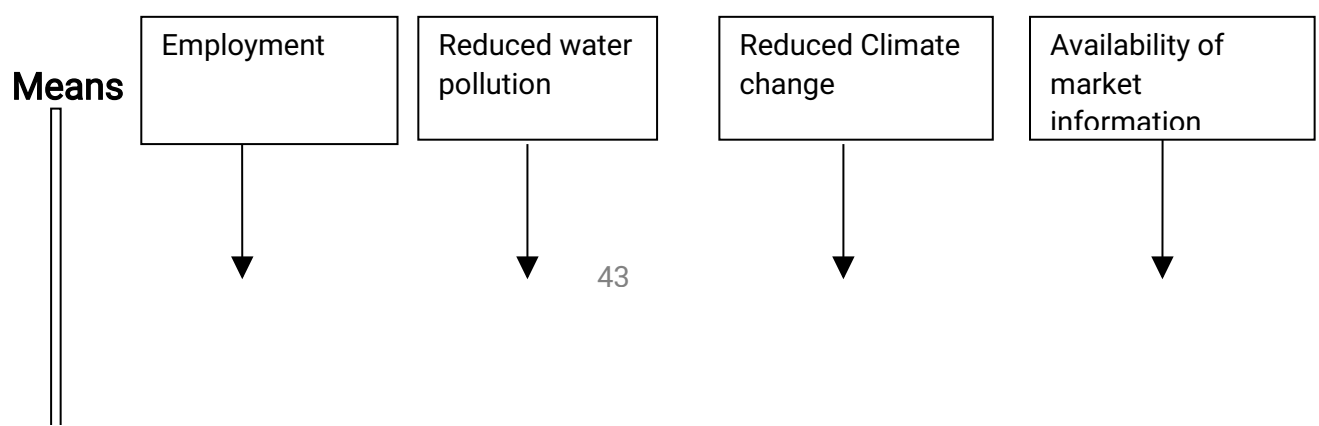 Means
Employment
Reduced water
pollution
Reduced Climate
change
Availability of
market
information
43